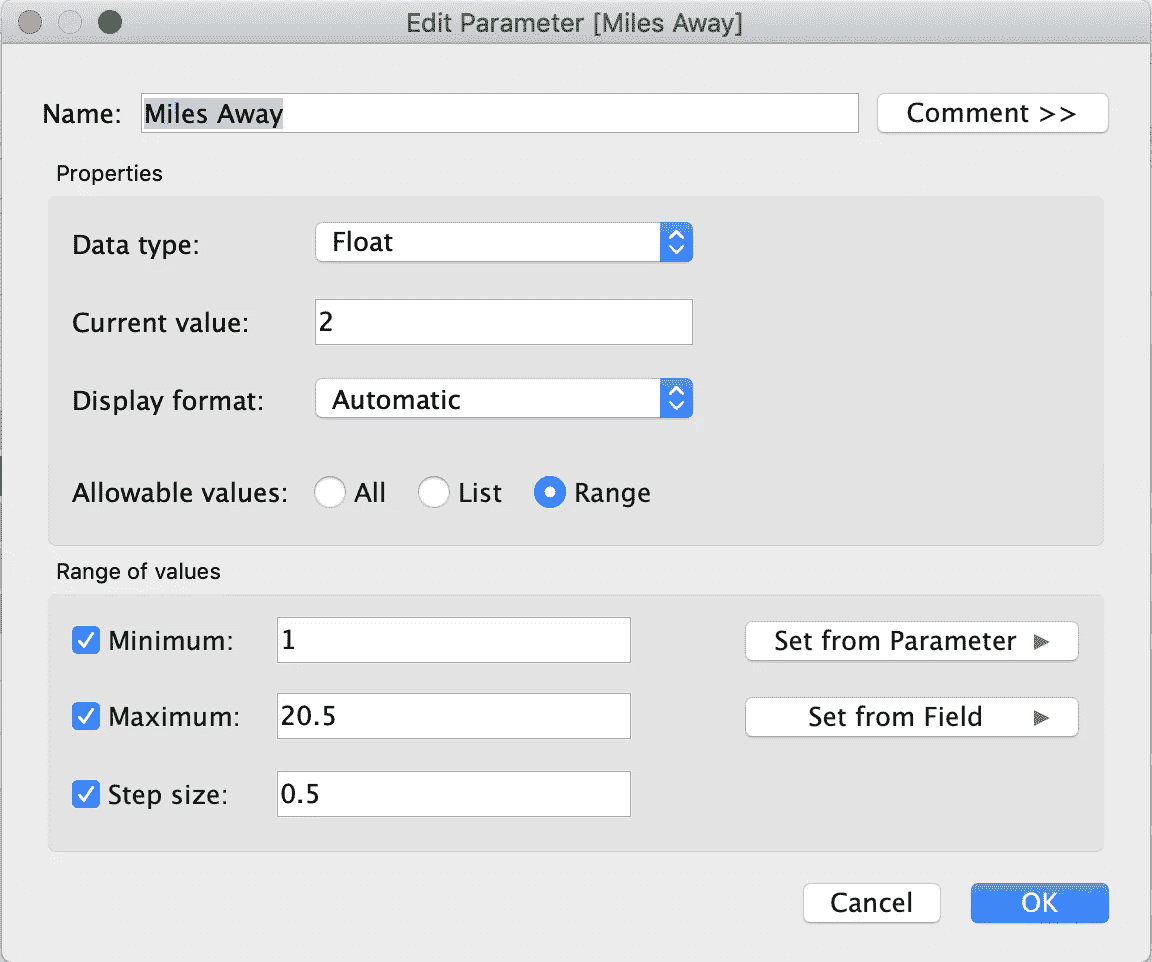 Edit Parameter [Miles Away]
Name: Miles Away Comment >>
Properties
Data type: Float
Current value: 2
Display format: Automatic
Allowable values: All List Range
Range of values
Minimum: 1 Set from Parameter
Maximum: 20.5 Set from Field
Step size: 0.5
Cancel OK